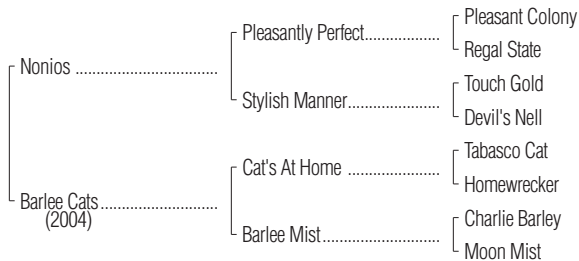 Pleasant Colony
Pleasantly Perfect..................
Regal State
Nonios ..................................
Touch Gold
Stylish Manner......................
Devil's Nell
Tabasco Cat
Cat's At Home ......................
Homewrecker
Barlee Cats............................
(2004)
Charlie Barley
Barlee Mist............................
Moon Mist